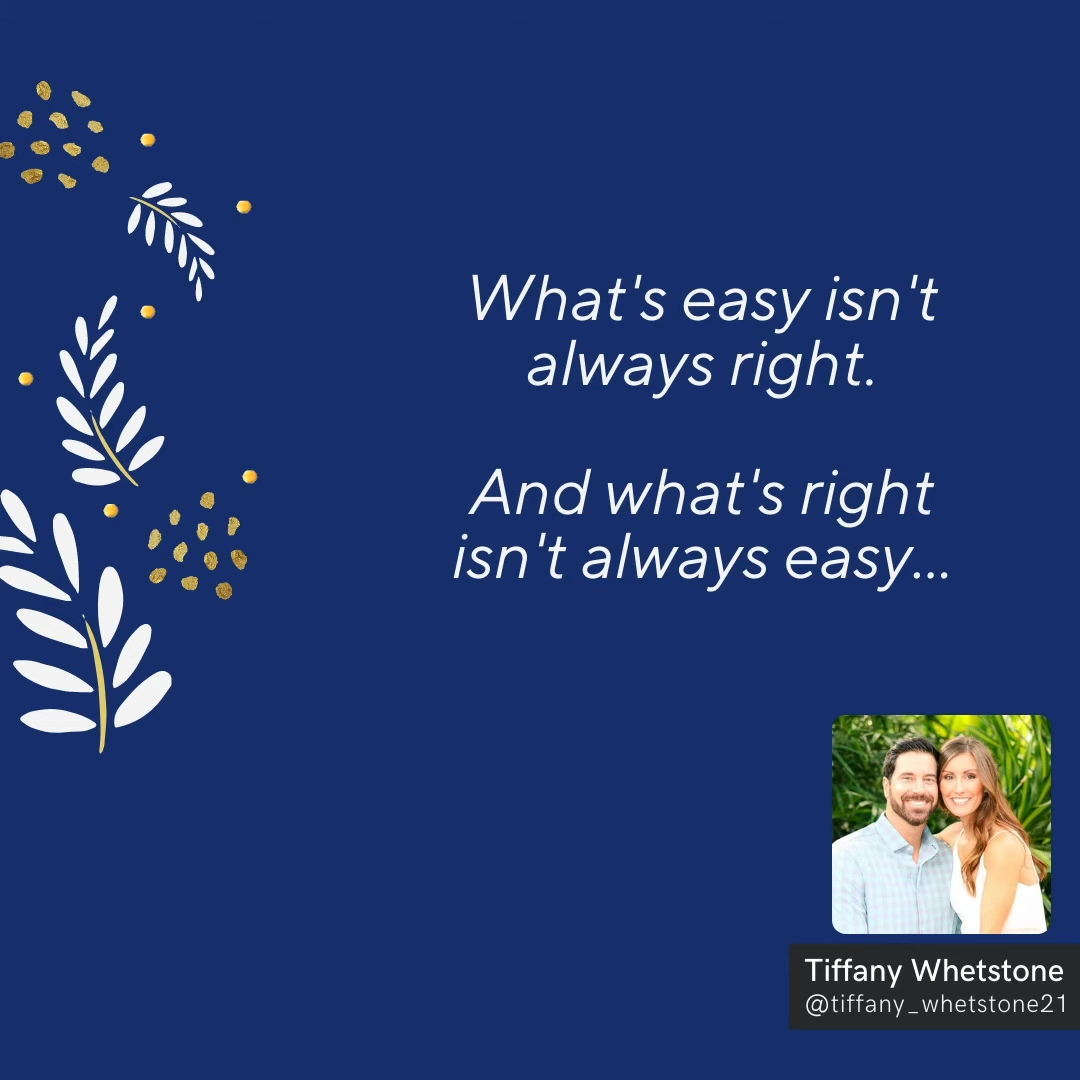 What's easy isn't
always right.
And what's right
isn't always easy...
Tiffany Whetstone
@tiffany_whetstone21